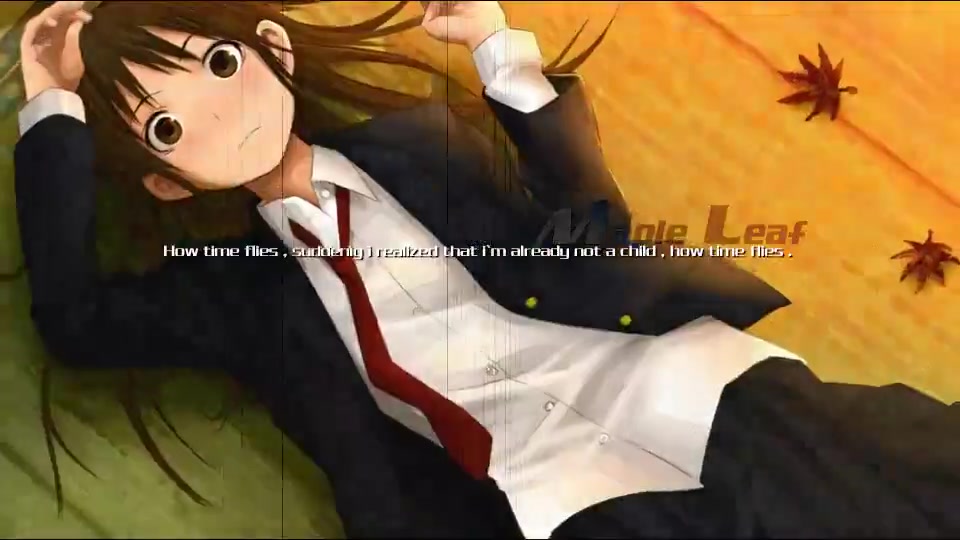 Maple Leaf
How time flies , suddenly i realized that i'm already not a child , how time flies .